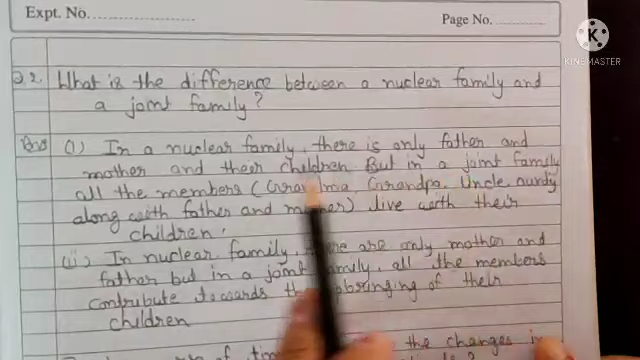 Expt. No.
Page No.
K
KINEMASTER
Q2. What is the difference between a nuclear family and
a joint family?
Ans (i) In a nuclear family, there is only father and
mother and their children But in a joint family
all the members (Grandma, Grandpa, Uncle, aunty
along with father and mother) live with their
children.
(ii) In nuclear family, there are only mother and
father but in a joint family, all the members
contribute towards the upbringing of their
children
of the changes in